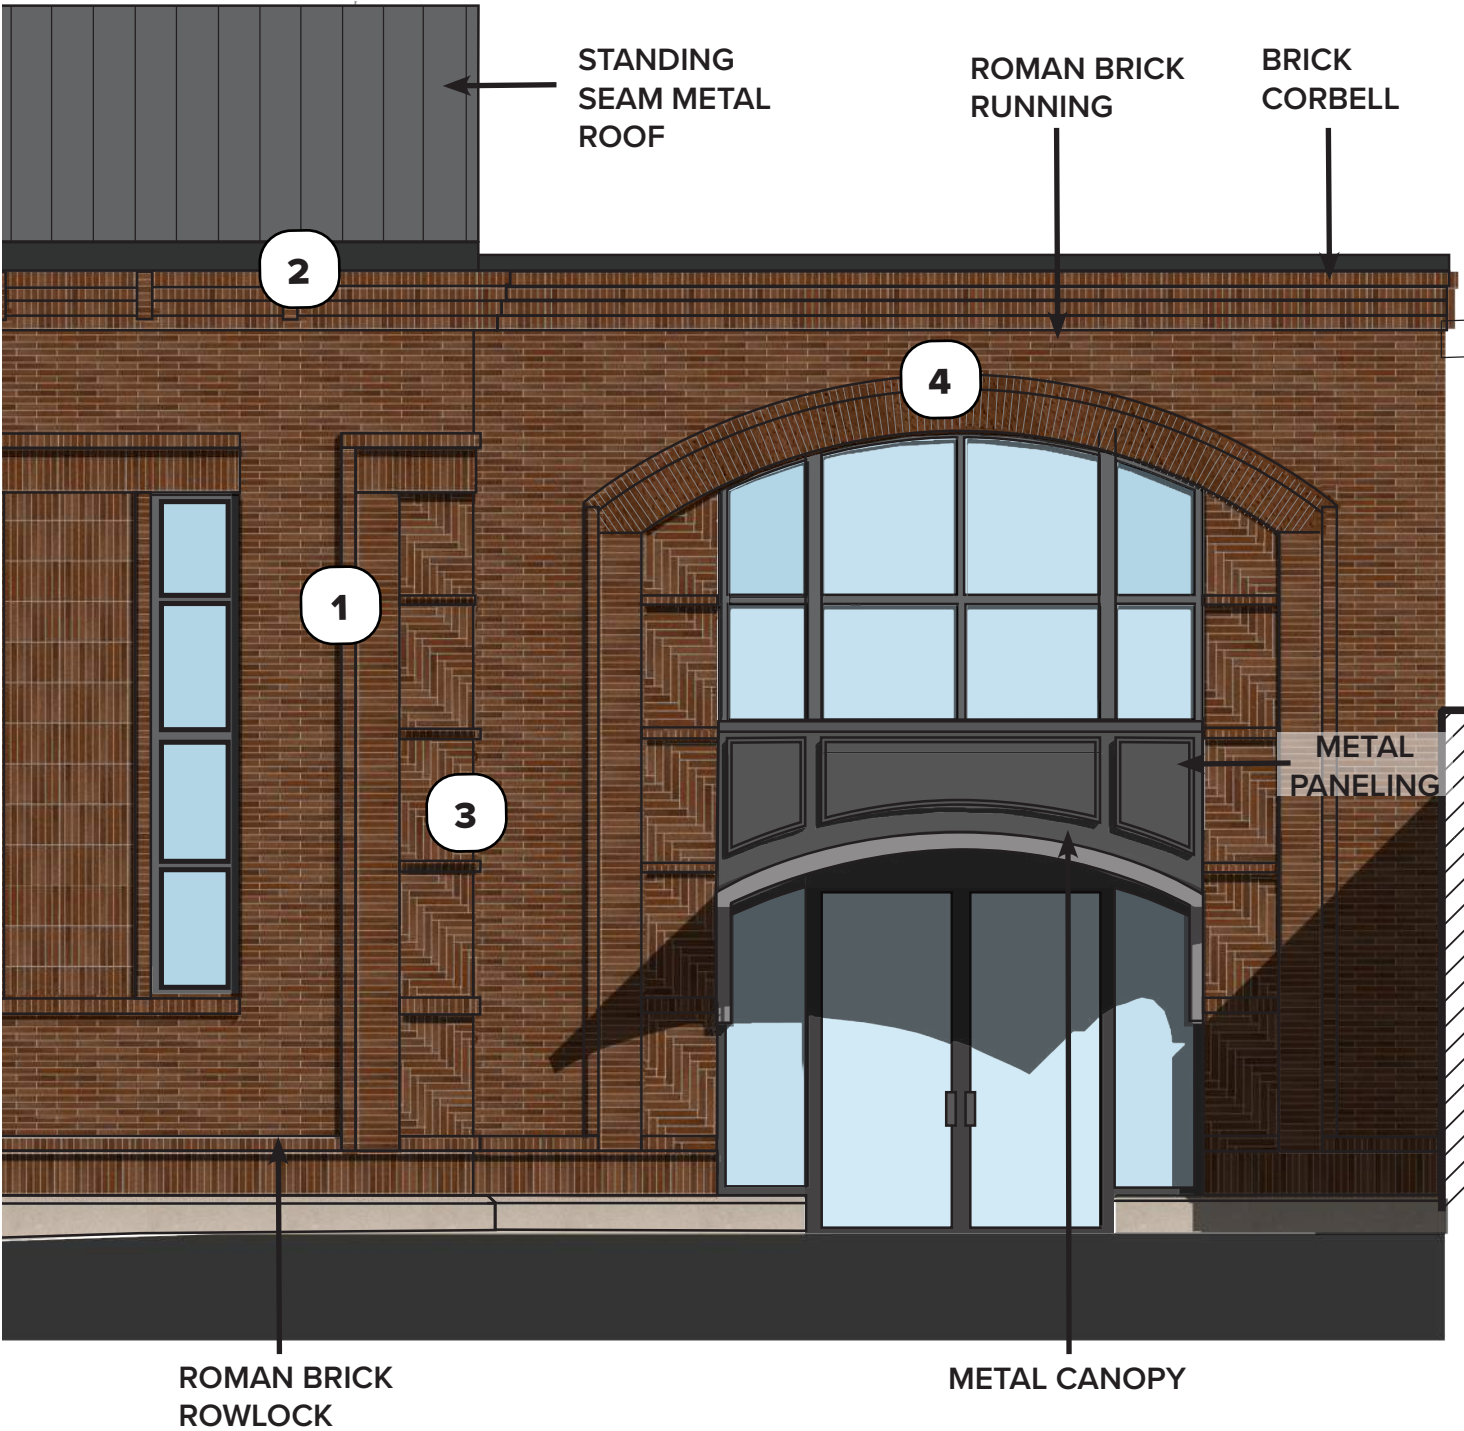 STANDING
SEAM METAL
ROOF
ROMAN BRICK
RUNNING
BRICK
CORBELL
2
4
1
METAL
PANELING
3
ROMAN BRICK
ROWLOCK
METAL CANOPY